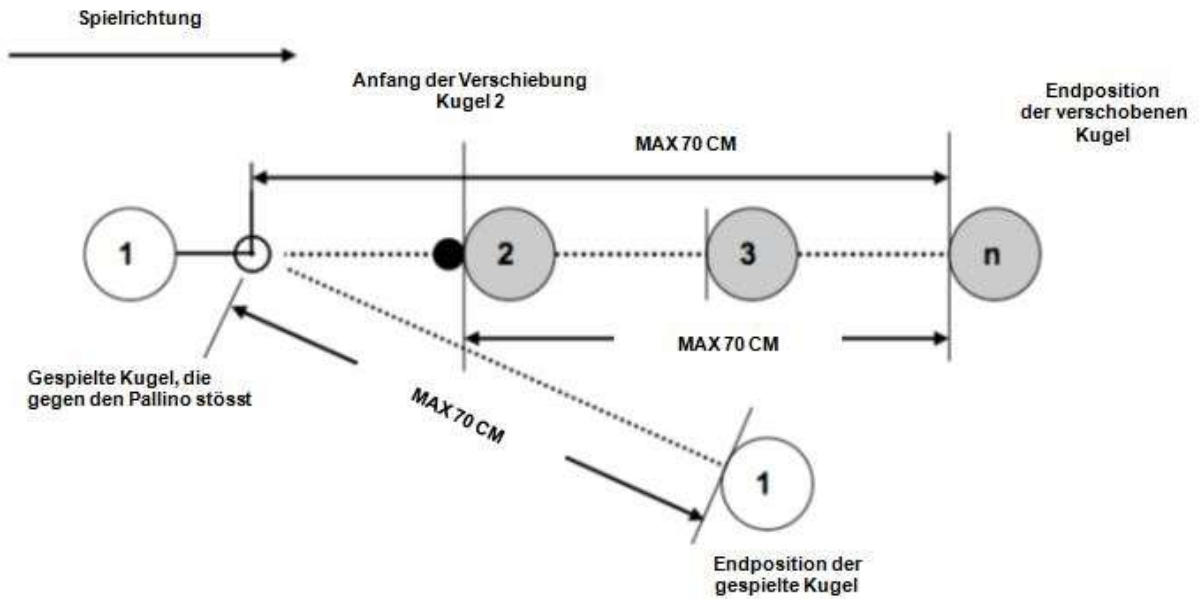 Spielrichtung
Anfang der Verschiebung
Kugel 2
Endposition
der verschobenen
Kugel
MAX 70 CM
1
2
3
n
MAX 70 CM
Gespielte Kugel, die
gegen den Pallino stösst
MAX 70 CM
1
Endposition der
gespielte Kugel